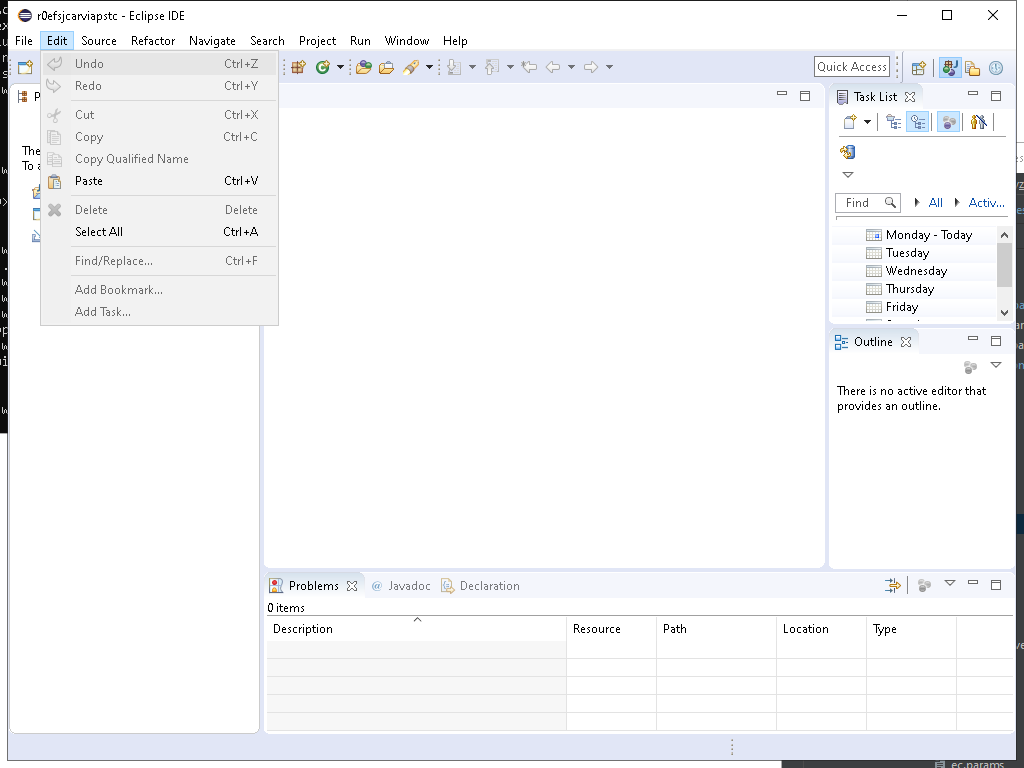 r0efsjcarviapstc - Eclipse IDE
File Edit Source Refactor Navigate Search Project Run Window Help
Undo Ctrl+Z
Redo Ctrl+Y
Cut Ctrl+X
Copy Ctrl+C
Copy Qualified Name
Paste Ctrl+V
Delete Delete
Select All Ctrl+A
Find/Replace... Ctrl+F
Add Bookmark...
Add Task...
Quick Access
P
The
To a
Task List
Find All Activ...
Monday - Today
Tuesday
Wednesday
Thursday
Friday
Outline
There is no active editor that
provides an outline.
Problems @ Javadoc Declaration
0 items
Description Resource Path Location Type
ec.params